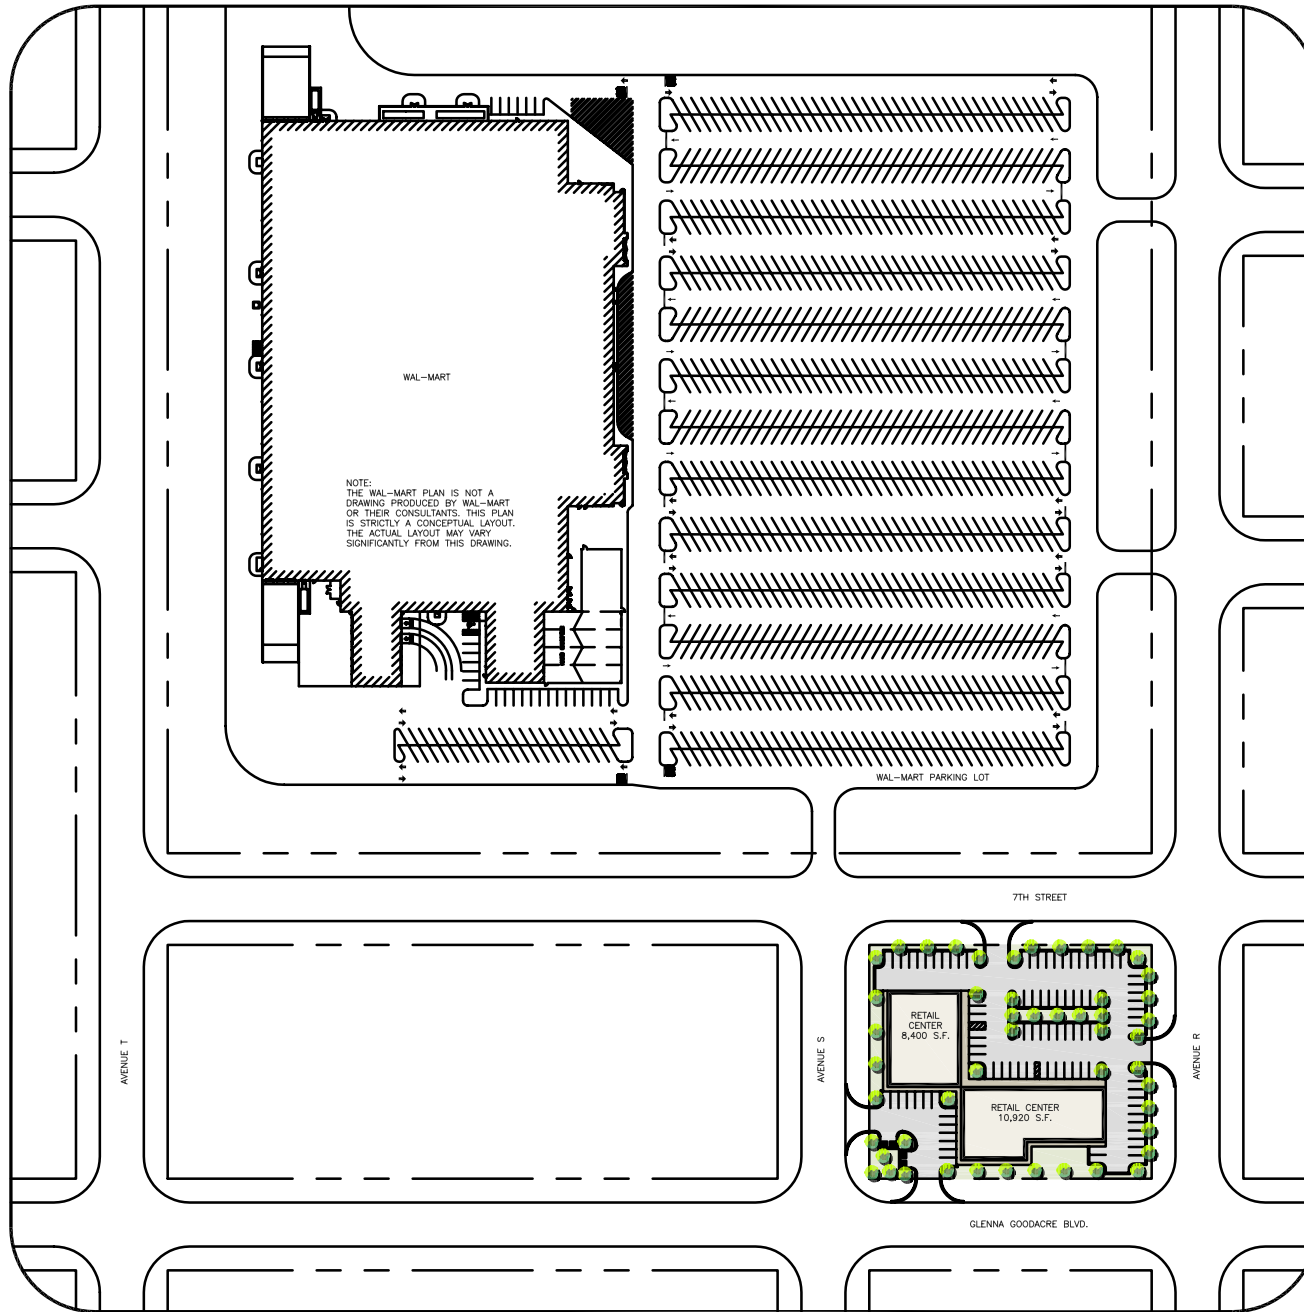 WAL-MART
NOTE:
THE WAL-MART PLAN IS NOT A
DRAWING PRODUCED BY WAL-MART
OR THEIR CONSULTANTS. THIS PLAN
IS STRICTLY A CONCEPTUAL LAYOUT.
THE ACTUAL LAYOUT MAY VARY
SIGNIFICANTLY FROM THIS DRAWING.
WAL-MART PARKING LOT
7TH STREET
AVENUE T
AVENUE S
RETAIL
CENTER
8,400 S.F.
AVENUE R
RETAIL CENTER
10,920 S.F.
GLENNA GOODACRE BLVD.